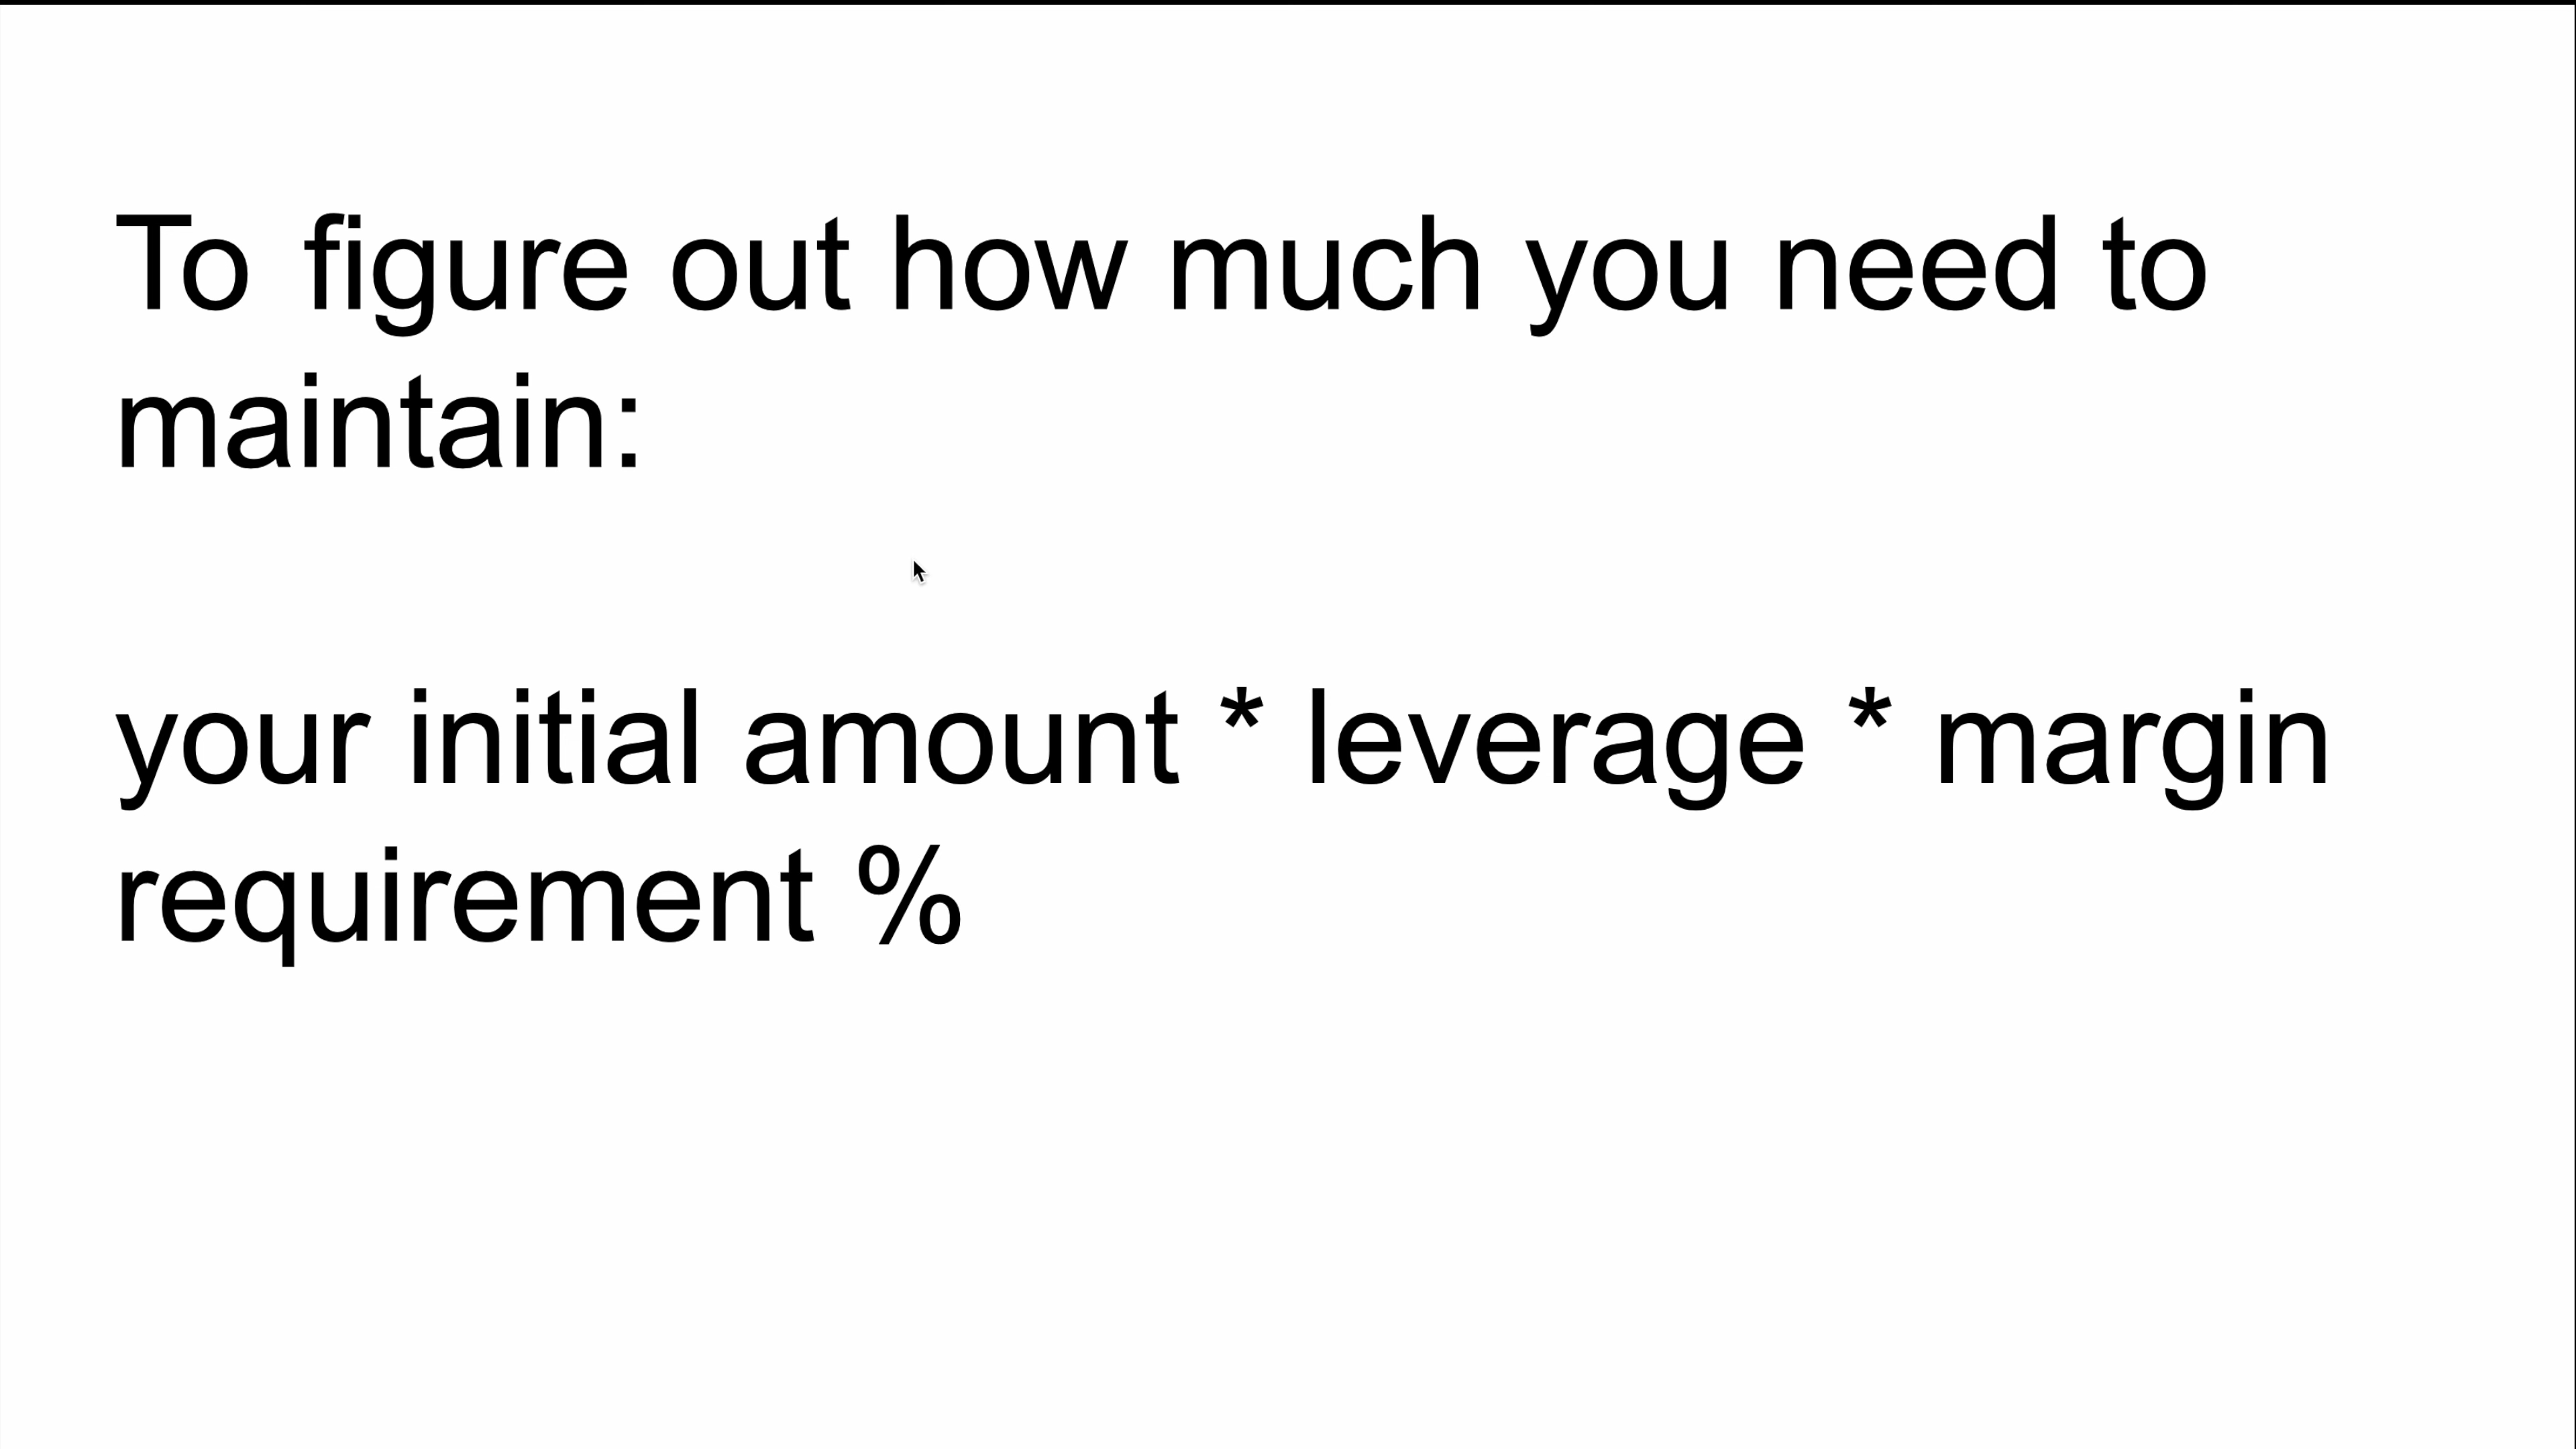 To figure out how much you need to
maintain:
your initial amount * leverage * margin
requirement %